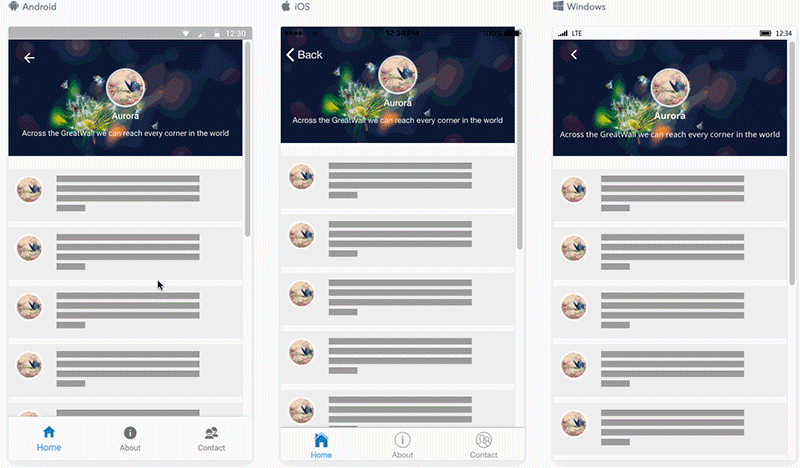 Android
12:30
Aurora
Across the GreatWall we can reach every corner in the world
Home
About
Contact
iOS
12:34 PM
100%
Back
Aurora
Across the GreatWall we can reach every corner in the world
Home
About
Contact
Windows
LTE
12:34
Aurora
Across the GreatWall we can reach every corner in the world